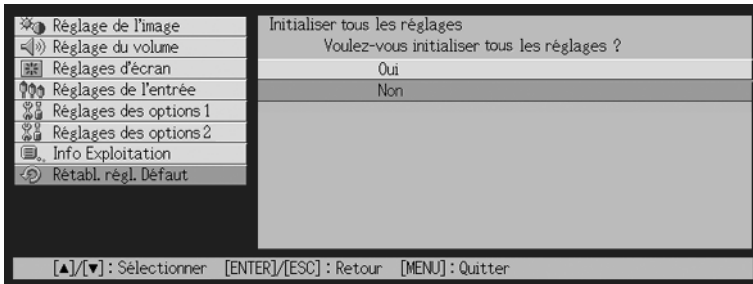 Réglage de l'image
Réglage du volume
Réglages d'écran
Réglages de l'entrée
Réglages des options 1
Réglages des options 2
Info Exploitation
Rétabl. régl. Défaut
Initialiser tous les réglages
Voulez-vous initialiser tous les réglages ?
Oui
Non
[▲]/[▼] : Sélectionner [ENTER]/[ESC] : Retour [MENU] : Quitter